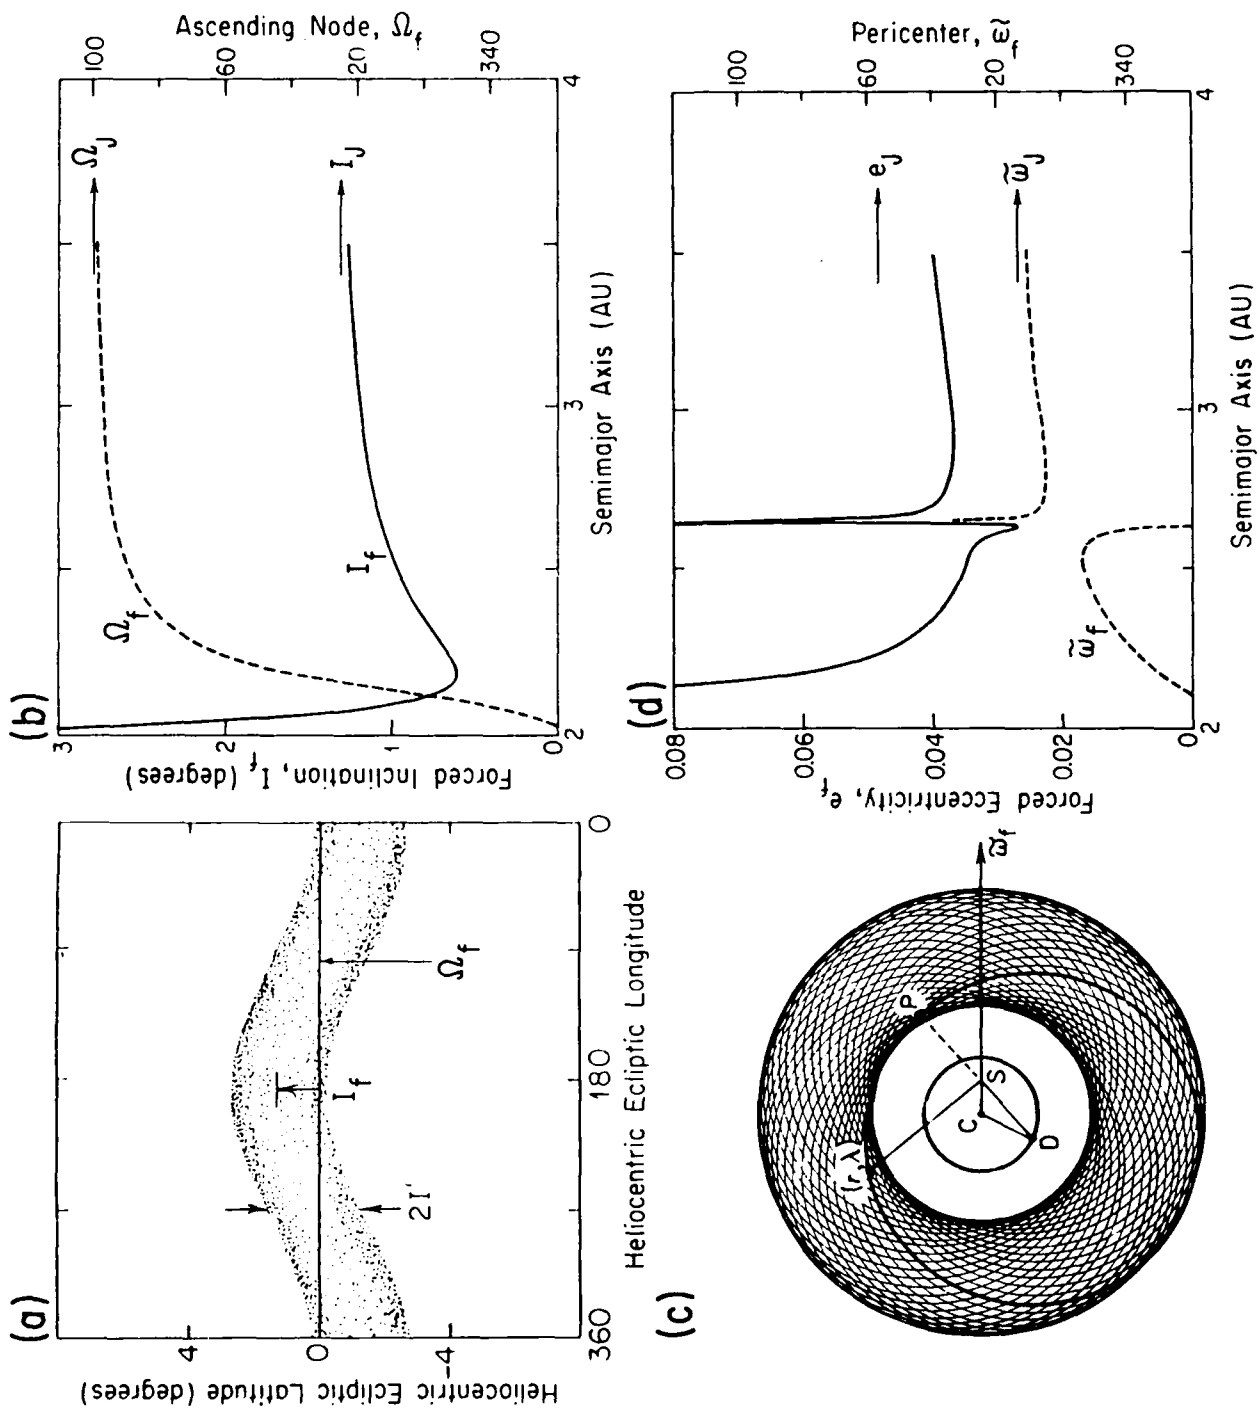 (a)
Heliocentric Ecliptic Latitude (degrees)
4
0
-4
360
180
0
2I'
I_f
Ω_f
Heliocentric Ecliptic Longitude
(b)
Forced Inclination, I_f (degrees)
3
2
1
0
2
3
4
Ω_f
I_f
Ω_J
I_J
100
60
20
340
Ascending Node, Ω_f
Semimajor Axis (AU)
(c)
(r,λ)
P
C
S
D
ω̃_f
(d)
Forced Eccentricity, e_f
0.08
0.06
0.04
0.02
0
2
3
4
ω̃_f
e_J
ω̃_J
100
60
20
340
Pericenter, ω̃_f
Semimajor Axis (AU)